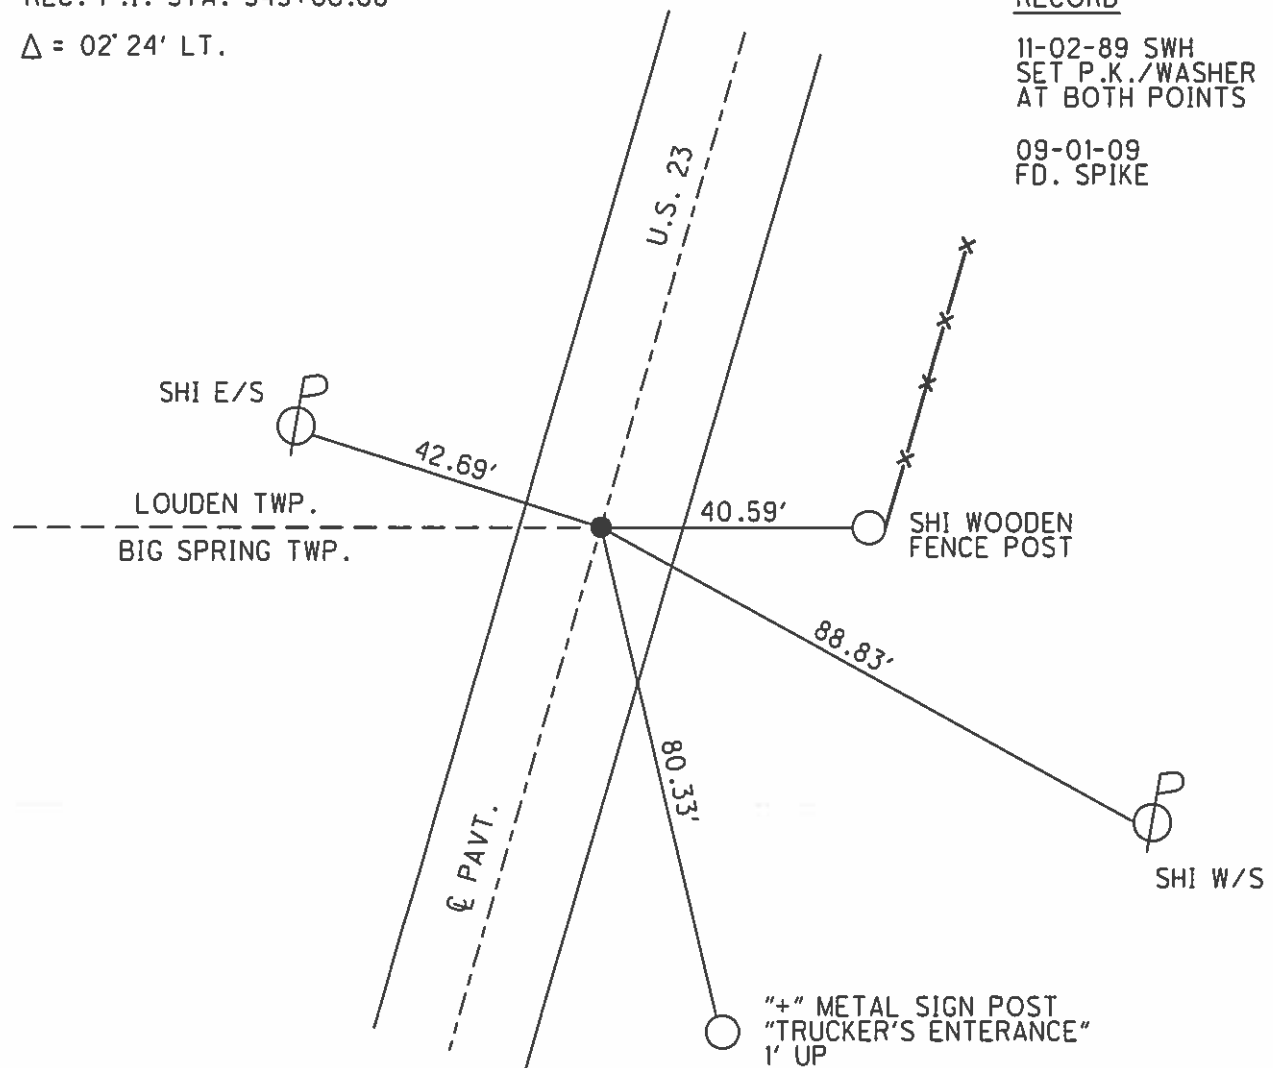 Δ = 02°24' LT.
RECORD
11-02-89 SWH
SET P.K./WASHER
AT BOTH POINTS
09-01-09
FD. SPIKE
U.S. 23
SHI E/S
42.69'
LOUDEN TWP.
40.59'
SHI WOODEN
FENCE POST
BIG SPRING TWP.
88.83'
80.33'
℄ PAVT.
SHI W/S
"+" METAL SIGN POST
"TRUCKER'S ENTERANCE"
1' UP